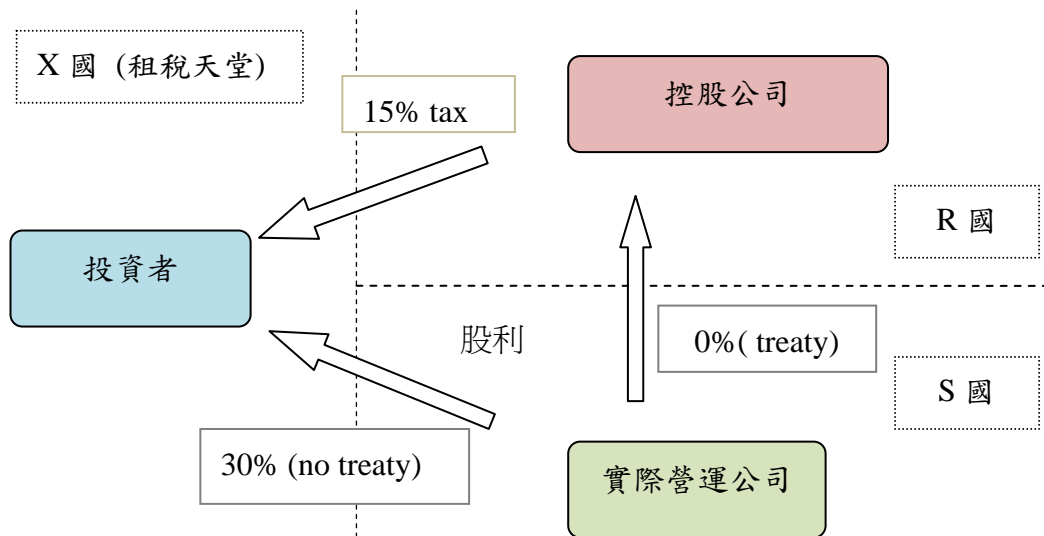 X 國 (租稅天堂)
控股公司
15% tax
R 國
投資者
股利
0%( treaty)
S 國
30% (no treaty)
實際營運公司